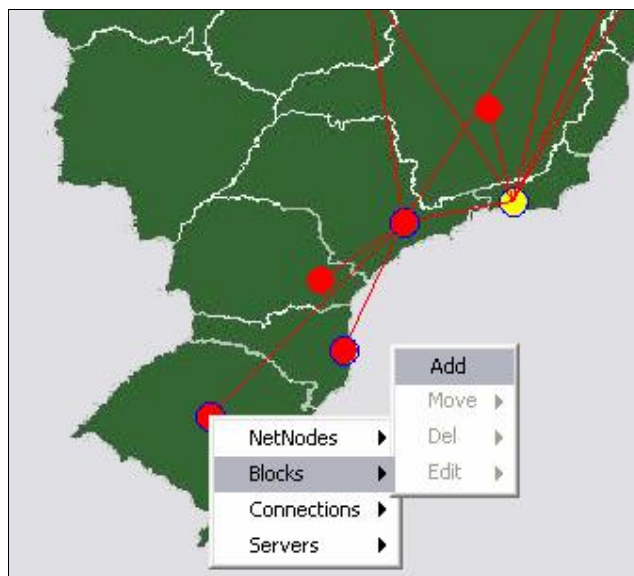 Add
Move
Del
Edit
NetNodes
Blocks
Connections
Servers